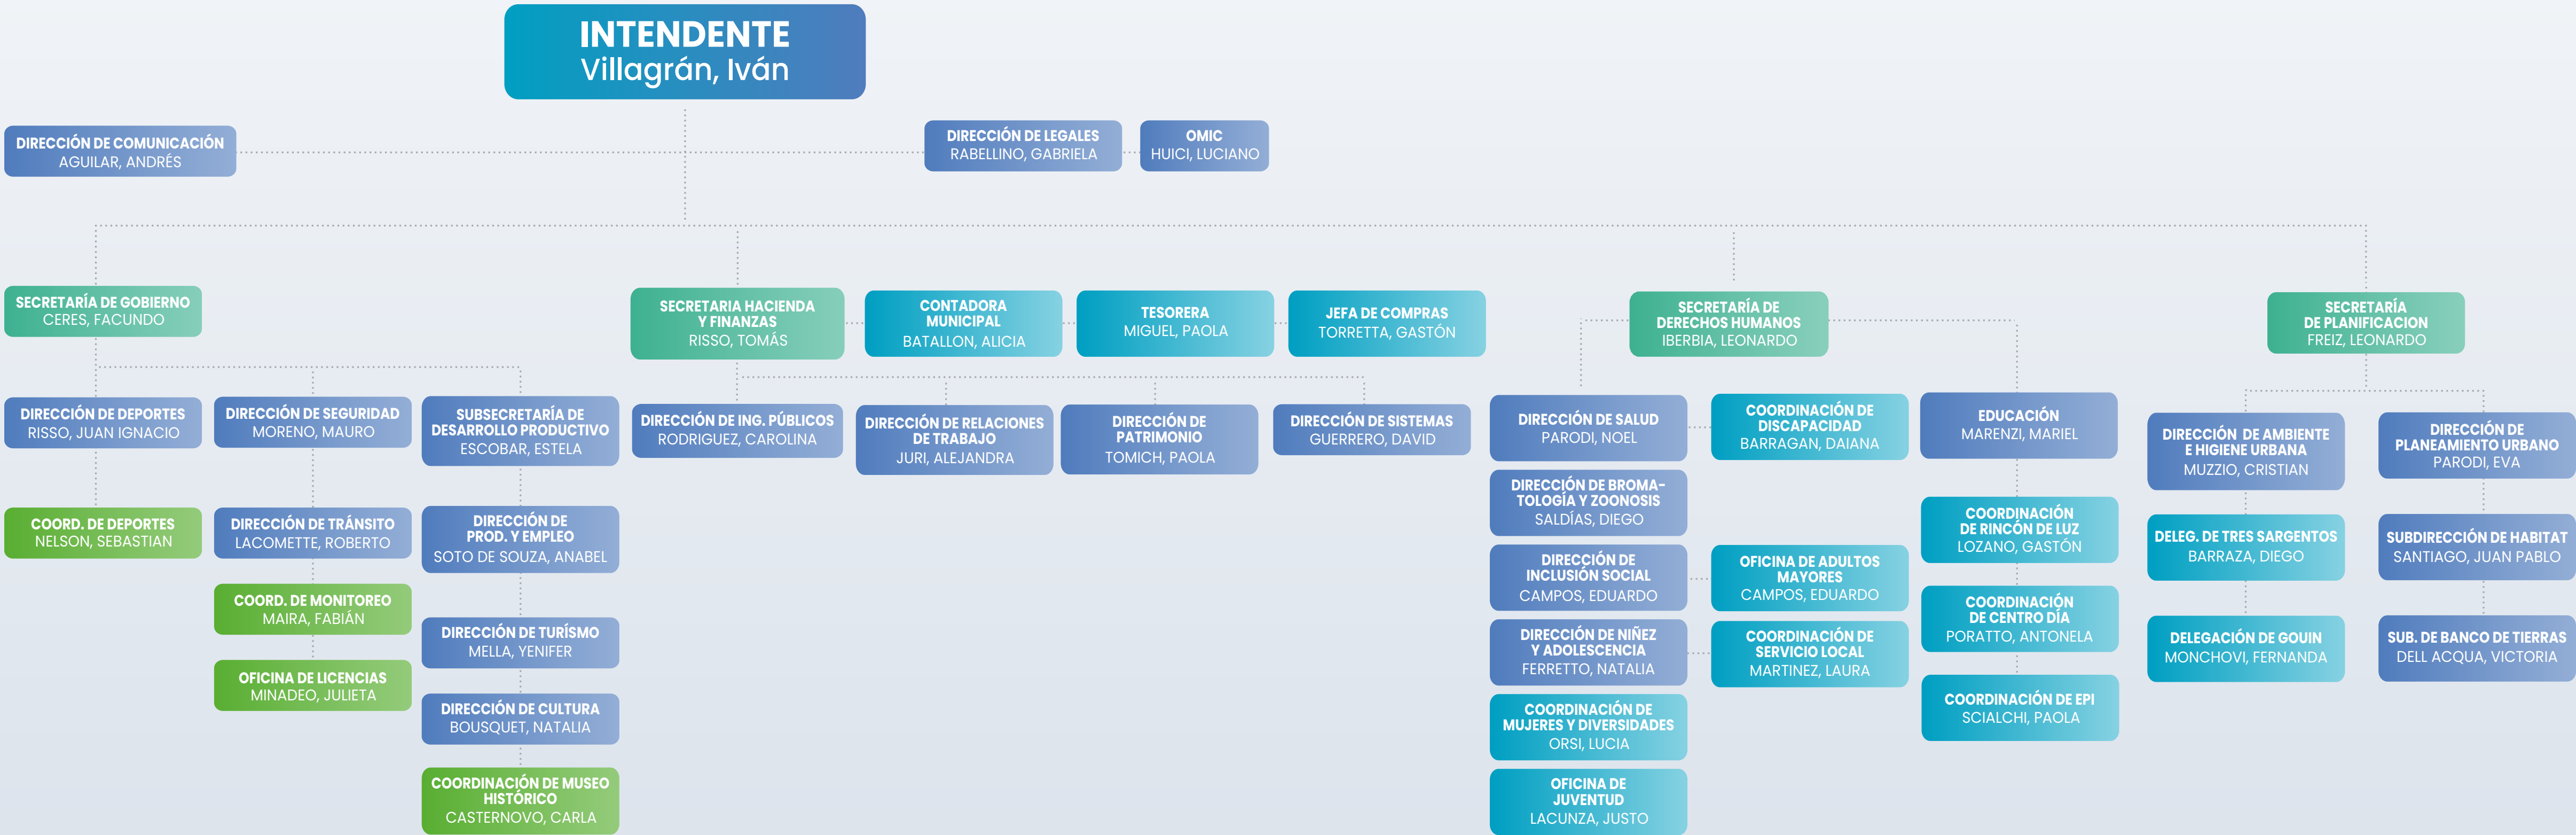 INTENDENTE
Villagrán, Iván
DIRECCIÓN DE COMUNICACIÓN
AGUILAR, ANDRÉS
DIRECCIÓN DE LEGALES
RABELLINO, GABRIELA
OMIC
HUICI, LUCIANO
SECRETARÍA DE GOBIERNO
CERES, FACUNDO
SECRETARIA HACIENDA
Y FINANZAS
RISSO, TOMÁS
CONTADORA
MUNICIPAL
BATALLON, ALICIA
TESORERA
MIGUEL, PAOLA
JEFA DE COMPRAS
TORRETTA, GASTÓN
SECRETARÍA DE
DERECHOS HUMANOS
IBERBIA, LEONARDO
SECRETARÍA
DE PLANIFICACION
FREIZ, LEONARDO
DIRECCIÓN DE DEPORTES
RISSO, JUAN IGNACIO
COORD. DE DEPORTES
NELSON, SEBASTIAN
DIRECCIÓN DE SEGURIDAD
MORENO, MAURO
DIRECCIÓN DE TRÁNSITO
LACOMETTE, ROBERTO
COORD. DE MONITOREO
MAIRA, FABIÁN
OFICINA DE LICENCIAS
MINADEO, JULIETA
SUBSECRETARÍA DE
DESARROLLO PRODUCTIVO
ESCOBAR, ESTELA
DIRECCIÓN DE
PROD. Y EMPLEO
SOTO DE SOUZA, ANABEL
DIRECCIÓN DE TURÍSMO
MELLA, YENIFER
DIRECCIÓN DE CULTURA
BOUSQUET, NATALIA
COORDINACIÓN DE MUSEO
HISTÓRICO
CASTERNOVO, CARLA
DIRECCIÓN DE ING. PÚBLICOS
RODRIGUEZ, CAROLINA
DIRECCIÓN DE RELACIONES
DE TRABAJO
JURI, ALEJANDRA
DIRECCIÓN DE
PATRIMONIO
TOMICH, PAOLA
DIRECCIÓN DE SISTEMAS
GUERRERO, DAVID
DIRECCIÓN DE SALUD
PARODI, NOEL
COORDINACIÓN DE
DISCAPACIDAD
BARRAGAN, DAIANA
DIRECCIÓN DE BROMA-
TOLOGÍA Y ZOONOSIS
SALDÍAS, DIEGO
DIRECCIÓN DE
INCLUSIÓN SOCIAL
CAMPOS, EDUARDO
OFICINA DE ADULTOS
MAYORES
CAMPOS, EDUARDO
DIRECCIÓN DE NIÑEZ
Y ADOLESCENCIA
FERRETTO, NATALIA
COORDINACIÓN DE
SERVICIO LOCAL
MARTINEZ, LAURA
COORDINACIÓN DE
MUJERES Y DIVERSIDADES
ORSI, LUCIA
OFICINA DE
JUVENTUD
LACUNZA, JUSTO
EDUCACIÓN
MARENZI, MARIEL
COORDINACIÓN
DE RINCÓN DE LUZ
LOZANO, GASTÓN
COORDINACIÓN
DE CENTRO DÍA
PORATTO, ANTONELA
COORDINACIÓN DE EPI
SCIALCHI, PAOLA
DIRECCIÓN DE AMBIENTE
E HIGIENE URBANA
MUZZIO, CRISTIAN
DELEG. DE TRES SARGENTOS
BARRAZA, DIEGO
DELEGACIÓN DE GOUIN
MONCHOVI, FERNANDA
DIRECCIÓN DE
PLANEAMIENTO URBANO
PARODI, EVA
SUBDIRECCIÓN DE HABITAT
SANTIAGO, JUAN PABLO
SUB. DE BANCO DE TIERRAS
DELL ACQUA, VICTORIA